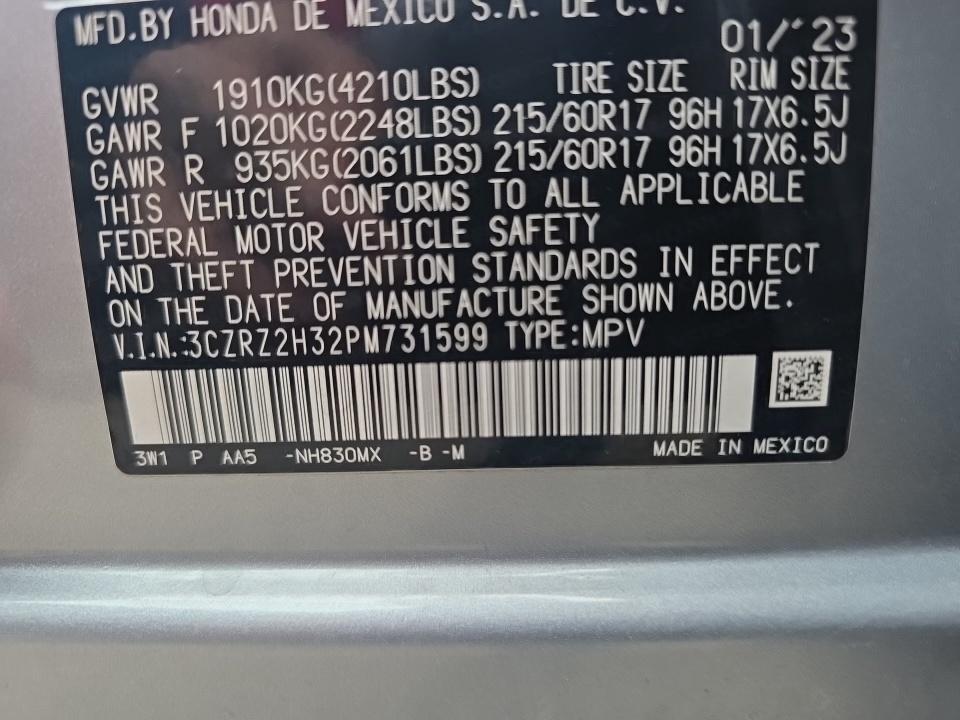 MFD.BY HONDA DE MEXICO S.A. DE C.V.
01/'23
GVWR 1910KG(4210LBS) TIRE SIZE RIM SIZE
GAWR F 1020KG(2248LBS) 215/60R17 96H 17X6.5J
GAWR R 935KG(2061LBS) 215/60R17 96H 17X6.5J
THIS VEHICLE CONFORMS TO ALL APPLICABLE
FEDERAL MOTOR VEHICLE SAFETY
AND THEFT PREVENTION STANDARDS IN EFFECT
ON THE DATE OF MANUFACTURE SHOWN ABOVE.
V.I.N.:3CZRZ2H32PM731599 TYPE:MPV
3W1 P AA5 -NH830MX -B -M MADE IN MEXICO